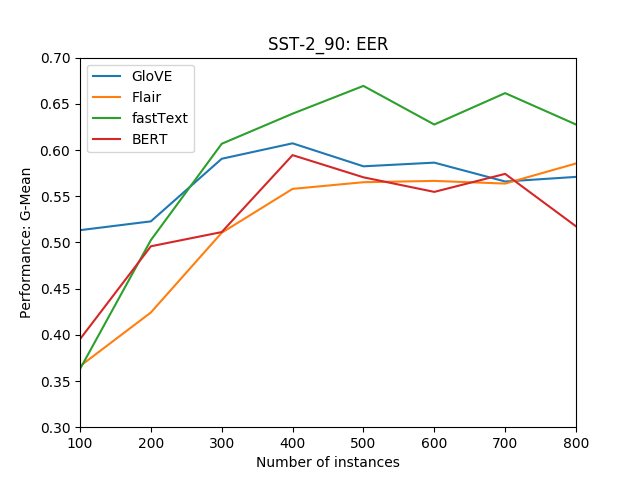 SST-2_90: EER
GloVE
Flair
fastText
BERT
Performance: G-Mean
0.70
0.65
0.60
0.55
0.50
0.45
0.40
0.35
0.30
100 200 300 400 500 600 700 800
Number of instances